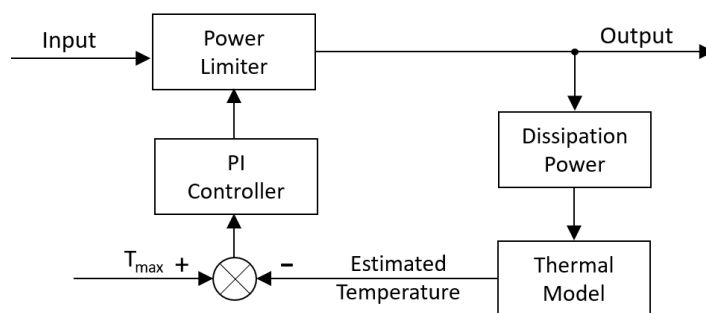 Input
Power
Limiter
Output
Dissipation
Power
PI
Controller
Tmax +
−
Estimated
Temperature
Thermal
Model